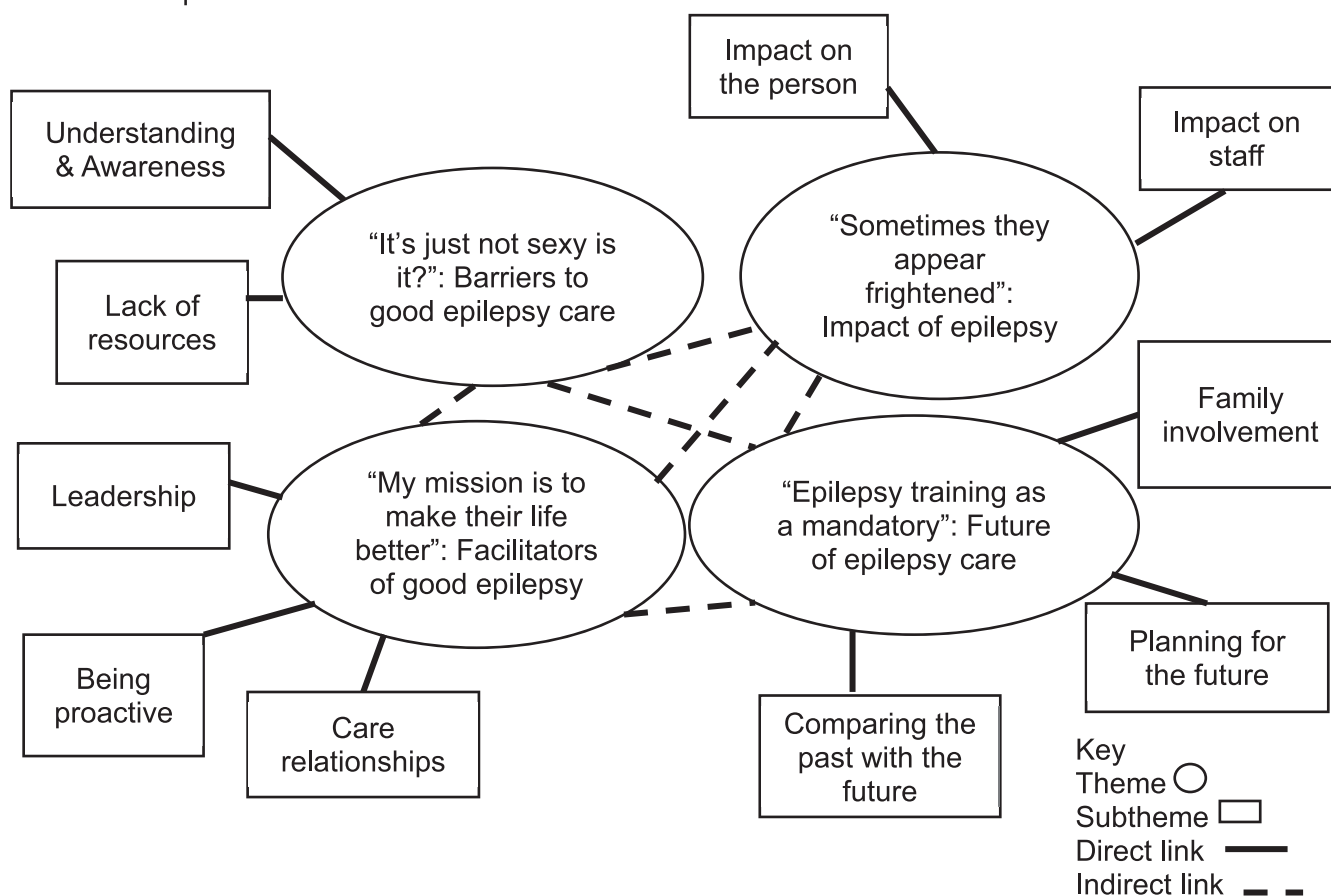 Understanding
& Awareness
Lack of
resources
Leadership
Being
proactive
Care
relationships
“It’s just not sexy is
it?”: Barriers to
good epilepsy care
“My mission is to
make their life
better”: Facilitators
of good epilepsy
Impact on
the person
Impact on
staff
“Sometimes they
appear
frightened”:
Impact of epilepsy
“Epilepsy training as
a mandatory”: Future
of epilepsy care
Family
involvement
Planning for
the future
Comparing the
past with the
future
Key
Theme
Subtheme
Direct link
Indirect link